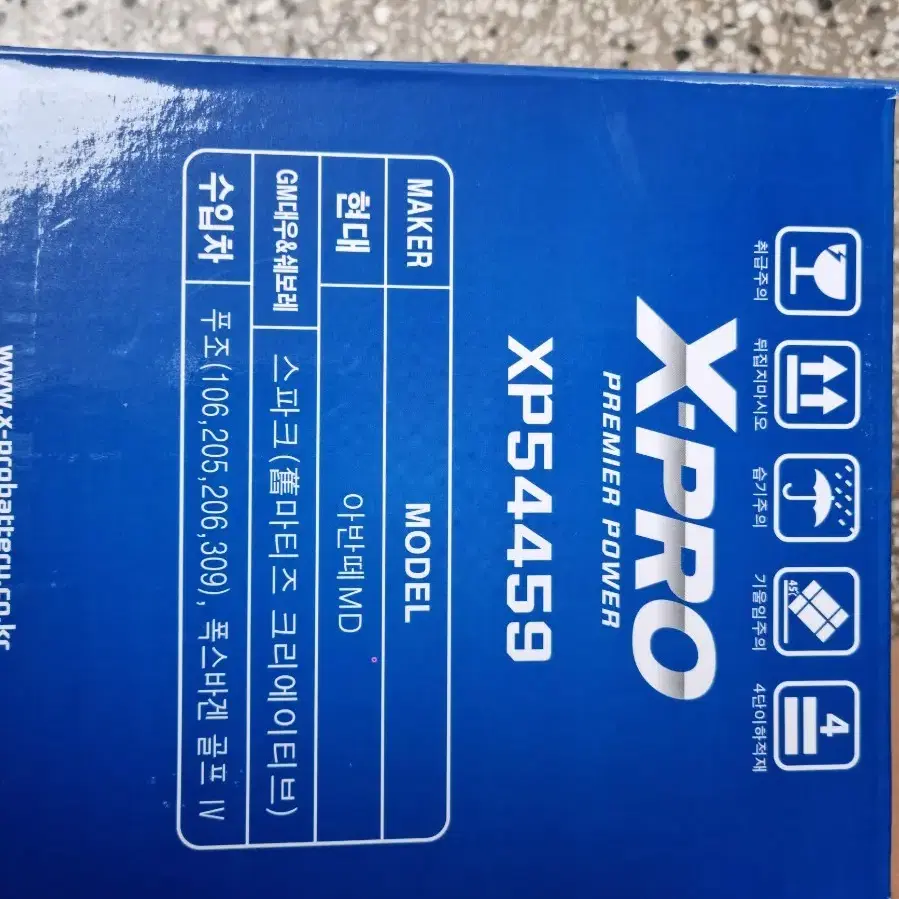 취급주의
뒤집지마시오
습기주의
45°
기울임주의
4
4단이하적재
X-PRO
PREMIER POWER
XP54459
MAKER MODEL
현대 아반떼MD
GM대우&쉐보레 스파크(舊마티즈 크리에이티브)
수입차 푸조(106,205,206,309), 폭스바겐 골프 IV
www.x-probattery.co.kr